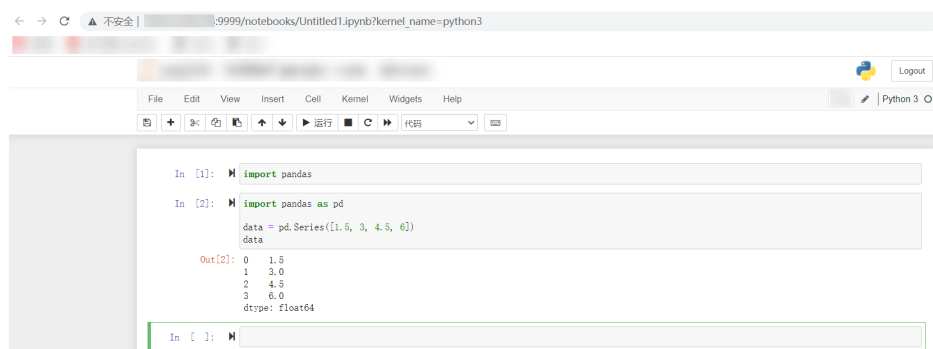 不安全 | :9999/notebooks/Untitled1.ipynb?kernel_name=python3
Logout
File Edit View Insert Cell Kernel Widgets Help
Python 3
运行 代码
In [1]: import pandas
In [2]: import pandas as pd
data = pd.Series([1.5, 3, 4.5, 6])
data
Out[2]: 0 1.5
1 3.0
2 4.5
3 6.0
dtype: float64
In [ ]: